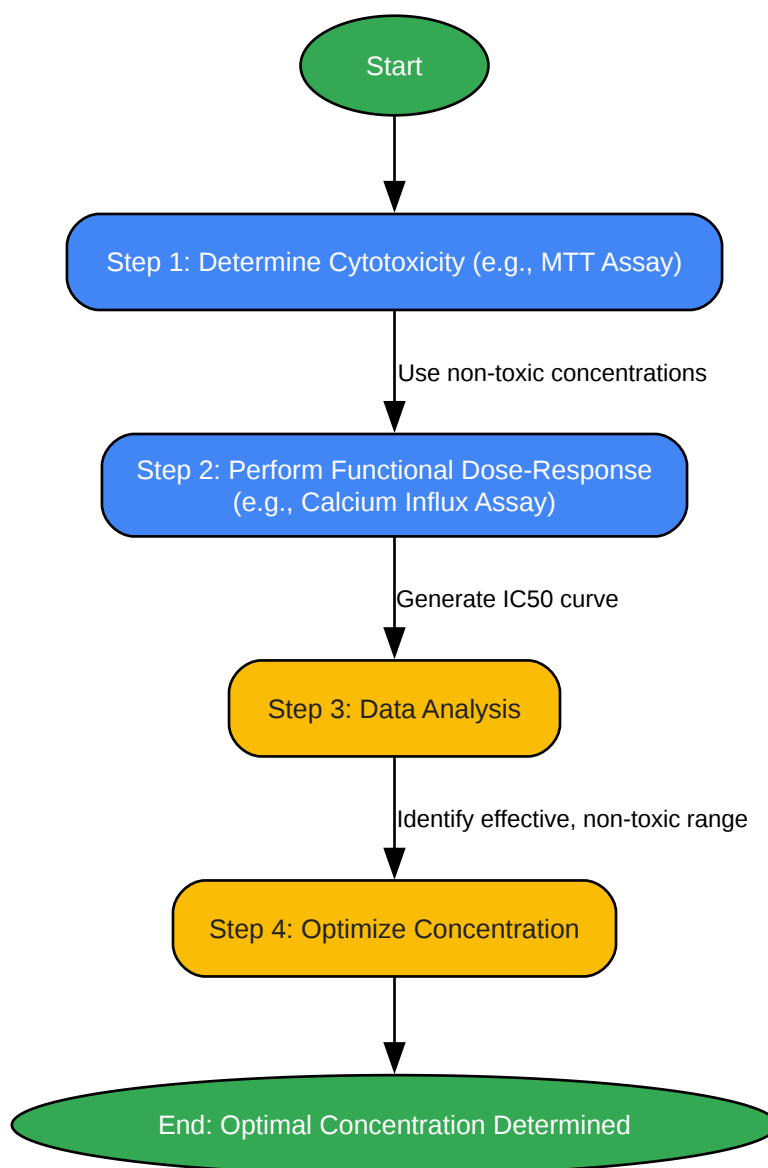 Start
Step 1: Determine Cytotoxicity (e.g., MTT Assay)
Use non-toxic concentrations
Step 2: Perform Functional Dose-Response
(e.g., Calcium Influx Assay)
Generate IC50 curve
Step 3: Data Analysis
Identify effective, non-toxic range
Step 4: Optimize Concentration
End: Optimal Concentration Determined